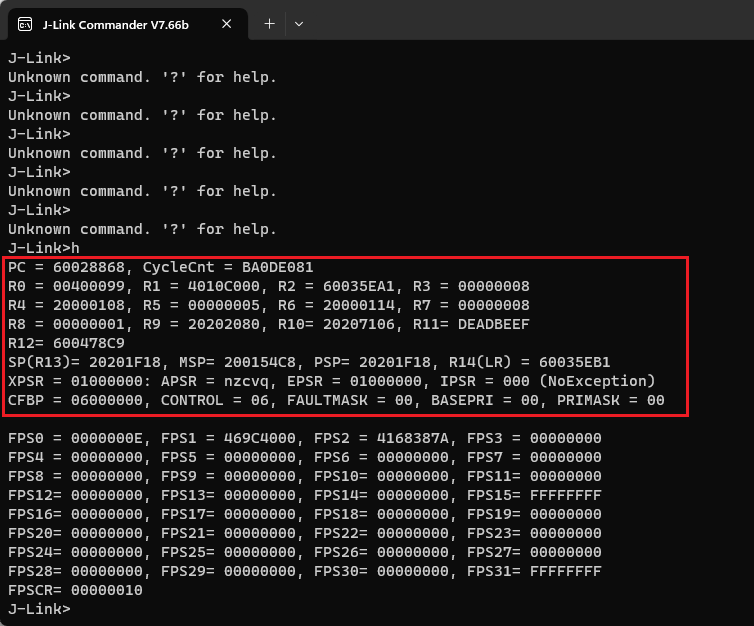 J-Link Commander V7.66b
J-Link>
Unknown command. '?' for help.
J-Link>
Unknown command. '?' for help.
J-Link>
Unknown command. '?' for help.
J-Link>
Unknown command. '?' for help.
J-Link>
Unknown command. '?' for help.
J-Link>h
PC = 60028868, CycleCnt = BA0DE081
R0 = 00400099, R1 = 4010C000, R2 = 60035EA1, R3 = 00000008
R4 = 20000108, R5 = 00000005, R6 = 20000114, R7 = 00000008
R8 = 00000001, R9 = 20202080, R10= 20207106, R11= DEADBEEF
R12= 600478C9
SP(R13)= 20201F18, MSP= 200154C8, PSP= 20201F18, R14(LR) = 60035EB1
XPSR = 01000000: APSR = nzcvq, EPSR = 01000000, IPSR = 000 (NoException)
CFBP = 06000000, CONTROL = 06, FAULTMASK = 00, BASEPRI = 00, PRIMASK = 00
FPS0 = 0000000E, FPS1 = 469C4000, FPS2 = 4168387A, FPS3 = 00000000
FPS4 = 00000000, FPS5 = 00000000, FPS6 = 00000000, FPS7 = 00000000
FPS8 = 00000000, FPS9 = 00000000, FPS10= 00000000, FPS11= 00000000
FPS12= 00000000, FPS13= 00000000, FPS14= 00000000, FPS15= FFFFFFFF
FPS16= 00000000, FPS17= 00000000, FPS18= 00000000, FPS19= 00000000
FPS20= 00000000, FPS21= 00000000, FPS22= 00000000, FPS23= 00000000
FPS24= 00000000, FPS25= 00000000, FPS26= 00000000, FPS27= 00000000
FPS28= 00000000, FPS29= 00000000, FPS30= 00000000, FPS31= FFFFFFFF
FPSCR= 00000010
J-Link>